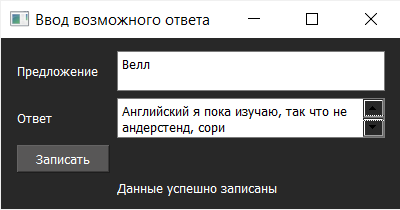 Ввод возможного ответа
Предложение
Велл
Ответ
Английский я пока изучаю, так что не
андерстенд, сори
Записать
Данные успешно записаны